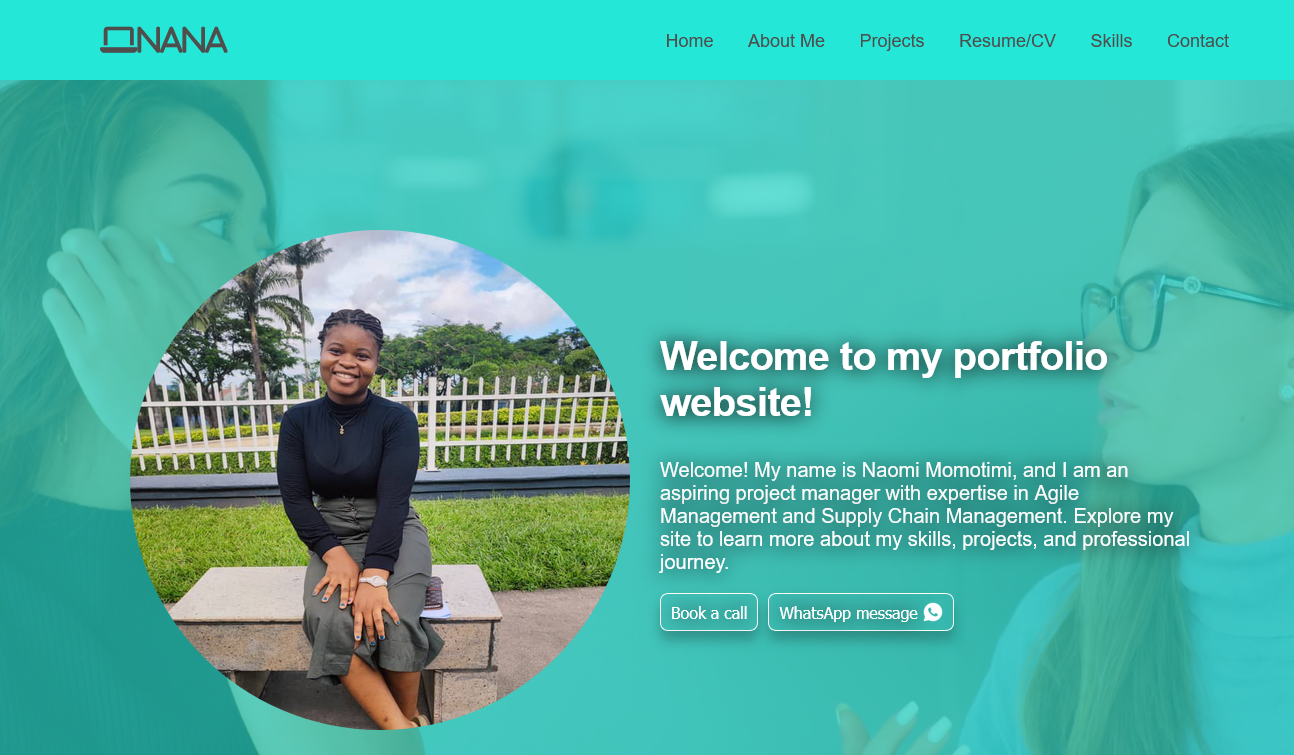 NANA
Home About Me Projects Resume/CV Skills Contact
Welcome to my portfolio
website!
Welcome! My name is Naomi Momotimi, and I am an
aspiring project manager with expertise in Agile
Management and Supply Chain Management. Explore my
site to learn more about my skills, projects, and professional
journey.
Book a call
WhatsApp message